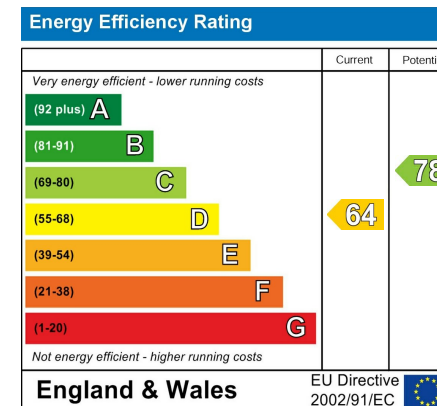 Energy Efficiency Rating
Current
Very energy efficient - lower running costs
(92 plus) A
(81-91) B
(69-80) C
78
(55-68) D
64
(39-54) E
(21-38) F
(1-20) G
Not energy efficient - higher running costs
England & Wales
EU Directive
2002/91/EC